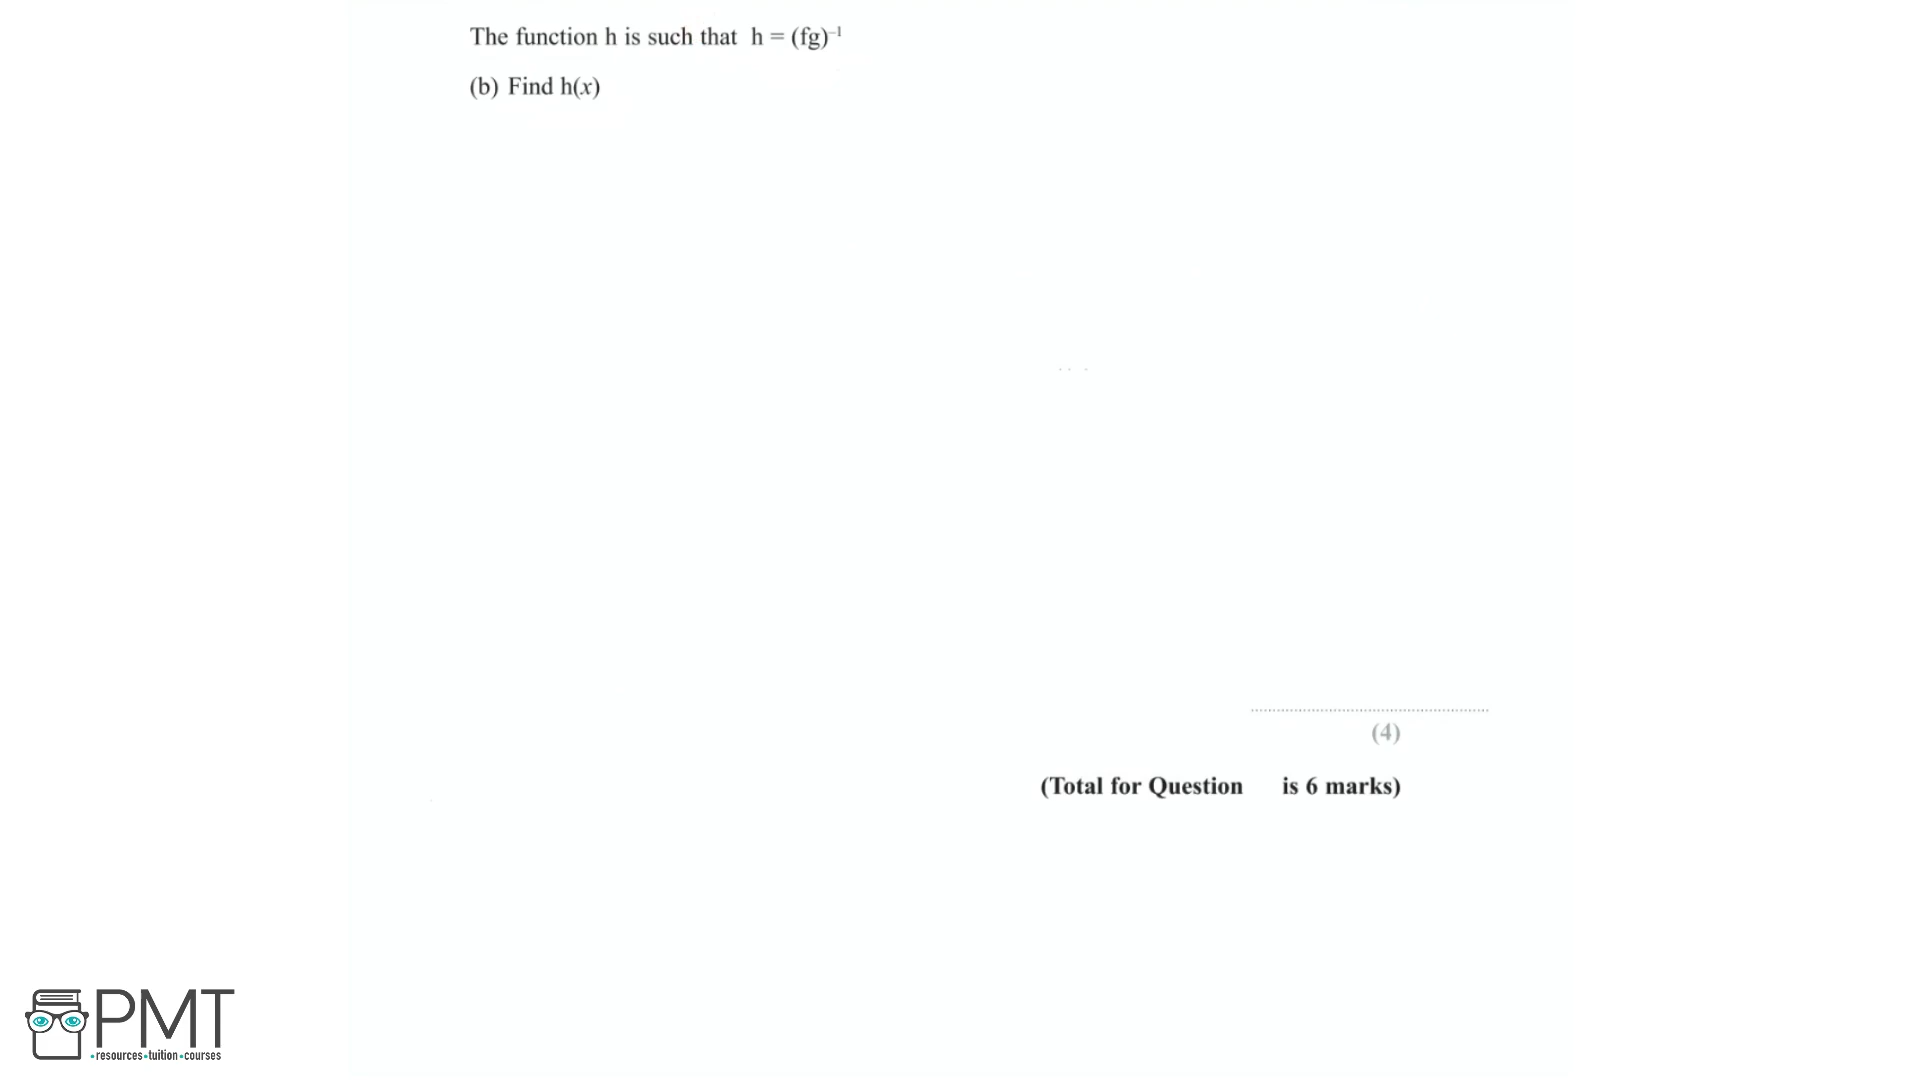 The function h is such that h = (fg)⁻¹
(b) Find h(x)
(4)
(Total for Question is 6 marks)
PMT
•resources•tuition•courses